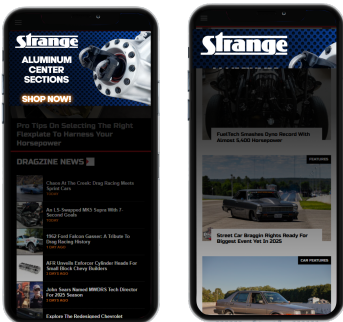 Strange
ALUMINUM
CENTER
SECTIONS
SHOP NOW!
Pro Tips On Selecting The Right
Flexplate To Harness Your
Horsepower
DRAGZINE NEWS
Chaos At The Creek: Drag Racing Meets
Sprint Cars
An LS-Swapped MK5 Supra With 7-
Second Goals
1962 Ford Falcon Gasser: A Tribute To
Drag Racing History
AFR Unveils Enforcer Cylinder Heads For
Small Block Chevy Builders
John Sears Named NMDRS Tech Director
For 2025 Season
Explore The Redesigned Chevrolet
Strange
FuelTech Smashes Dyno Record With
Almost 5,400 Horsepower
FEATURED
Street Car Braggin Rights Ready For
Biggest Event Yet In 2025
CAR FEATURES